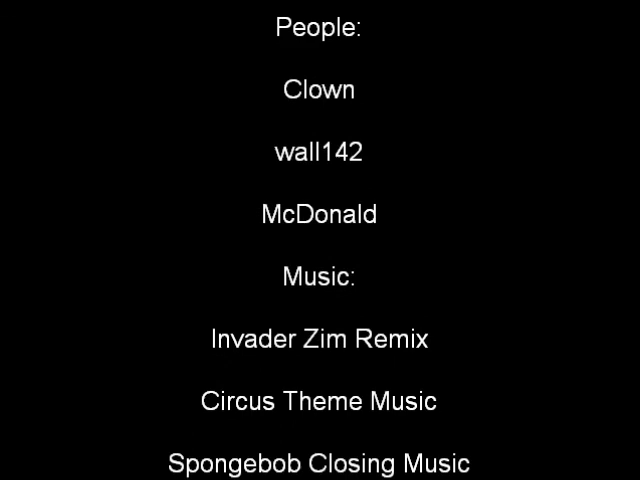 People:
Clown
wall142
McDonald
Music:
Invader Zim Remix
Circus Theme Music
Spongebob Closing Music